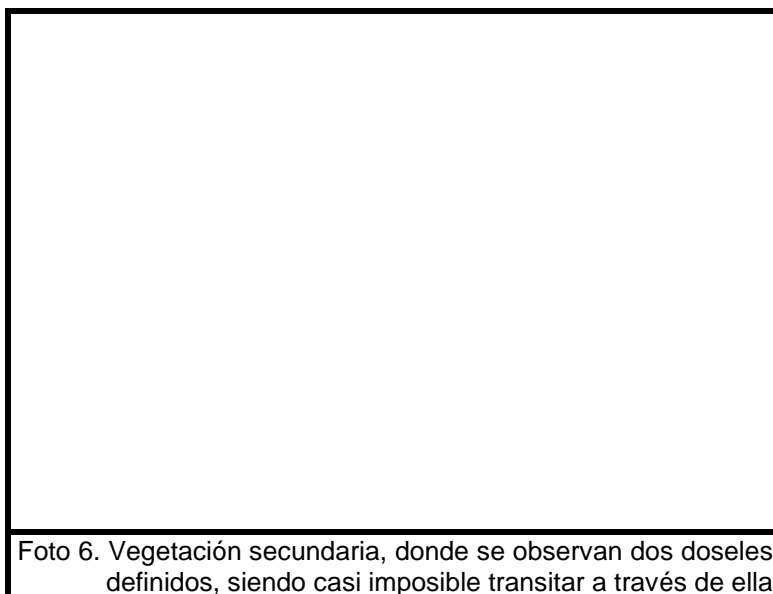 Foto 6. Vegetación secundaria, donde se observan dos doseles
definidos, siendo casi imposible transitar a través de ella